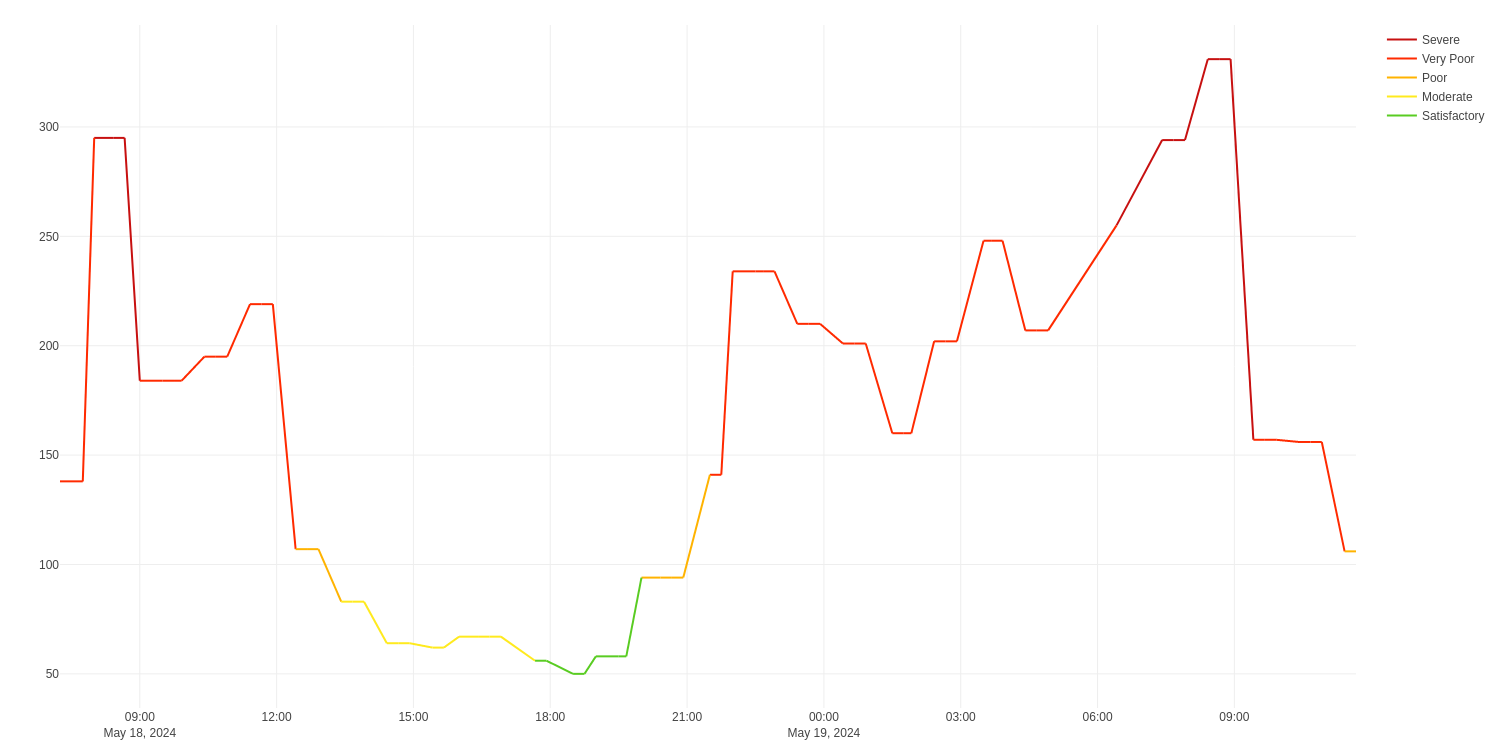 Severe
Very Poor
Poor
Moderate
Satisfactory
300
250
200
150
100
50
09:00 12:00 15:00 18:00 21:00 00:00 03:00 06:00 09:00
May 18, 2024 May 19, 2024